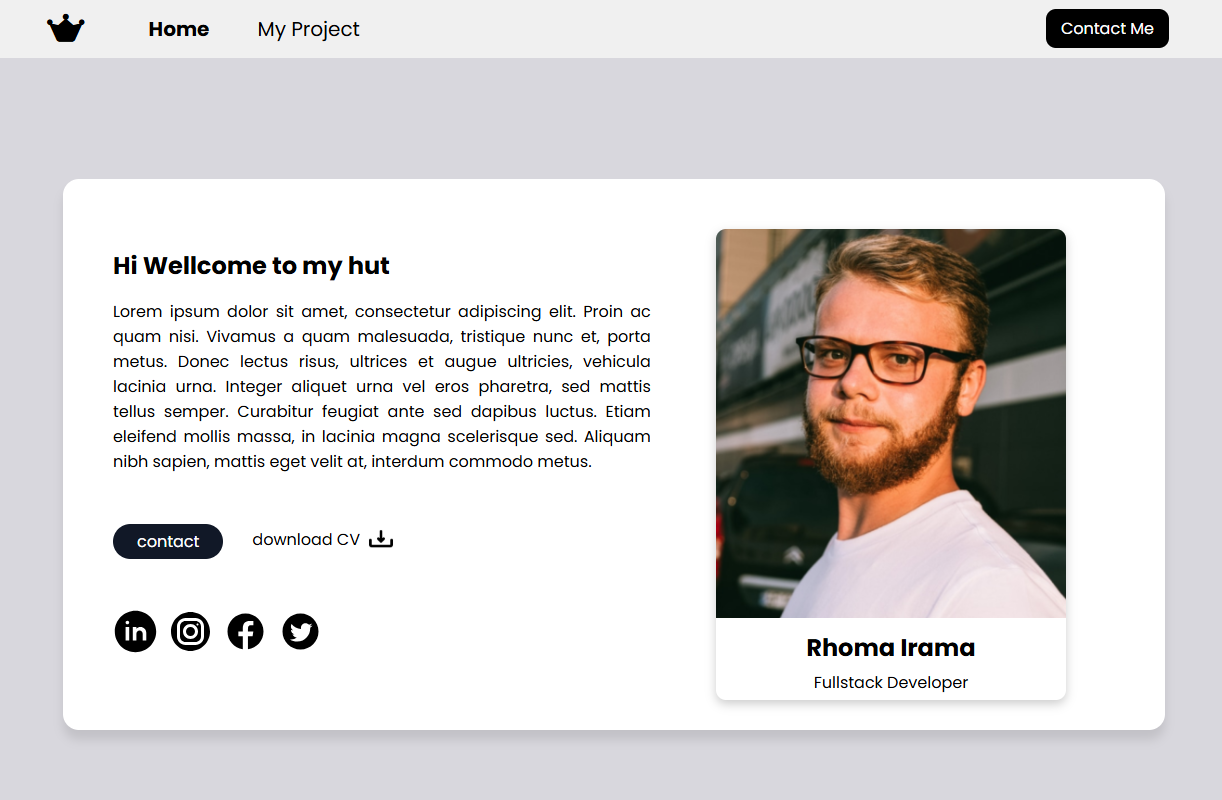 Home
My Project
Contact Me
Hi Wellcome to my hut
Lorem ipsum dolor sit amet, consectetur adipiscing elit. Proin ac
quam nisi. Vivamus a quam malesuada, tristique nunc et, porta
metus. Donec lectus risus, ultrices et augue ultricies, vehicula
lacinia urna. Integer aliquet urna vel eros pharetra, sed mattis
tellus semper. Curabitur feugiat ante sed dapibus luctus. Etiam
eleifend mollis massa, in lacinia magna scelerisque sed. Aliquam
nibh sapien, mattis eget velit at, interdum commodo metus.
contact
download CV
in
Rhoma Irama
Fullstack Developer